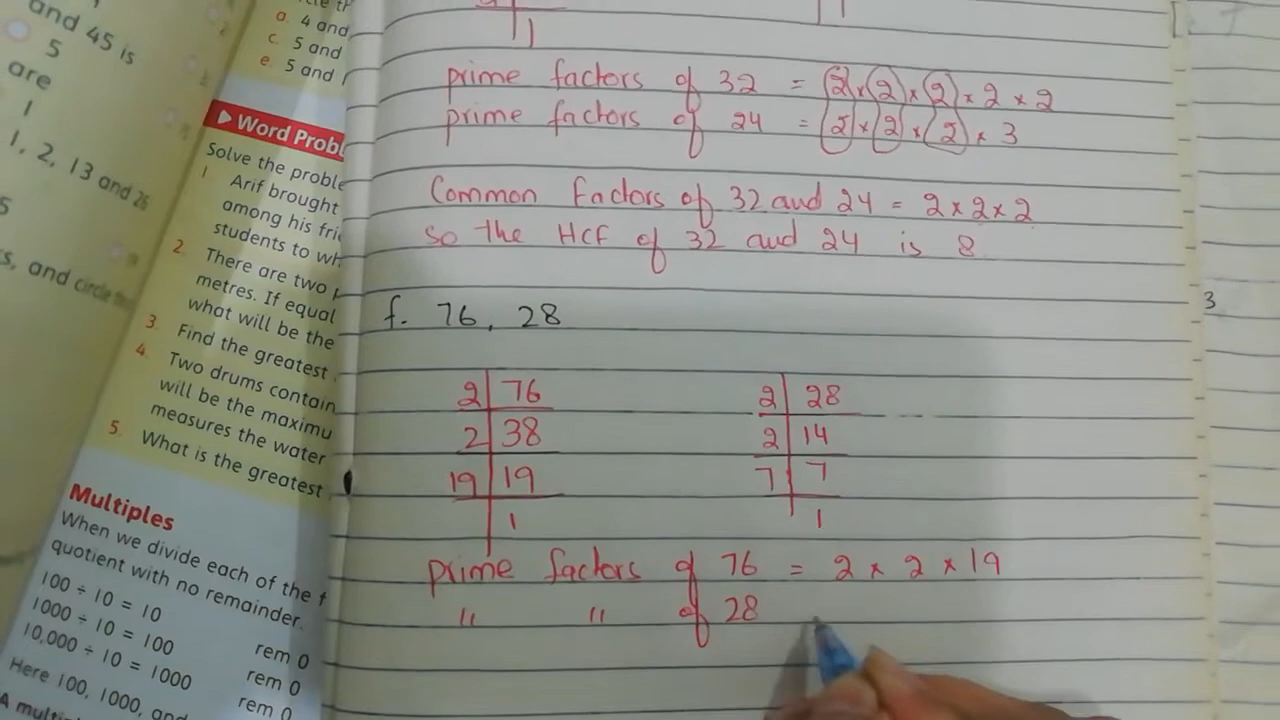 and 45 is
5
are
1
1, 2, 13 and 26
5
s, and circle the
a. 4 and
c. 5 and
e. 5 and
Word Probl
Solve the proble
1 Arif brought
among his frie
students to wh
2. There are two
metres. If equal
what will be the
3. Find the greatest
4. Two drums contain
will be the maximu
measures the water
5. What is the greatest
Multiples
When we divide each of the f
quotient with no remainder.
100 ÷ 10 = 10 rem 0
1000 ÷ 10 = 100 rem 0
10,000 ÷ 10 = 1000 rem 0
Here 100, 1000, and
A multip
1
prime factors of 32 = 2 × 2 × 2 × 2 × 2
prime factors of 24 = 2 × 2 × 2 × 3
Common Factors of 32 and 24 = 2 × 2 × 2
so the HCF of 32 and 24 is 8
f. 76, 28
2 76
2 38
19 19
1
2 28
2 14
7 7
1
prime factors of 76 = 2 × 2 × 19
" " of 28
3